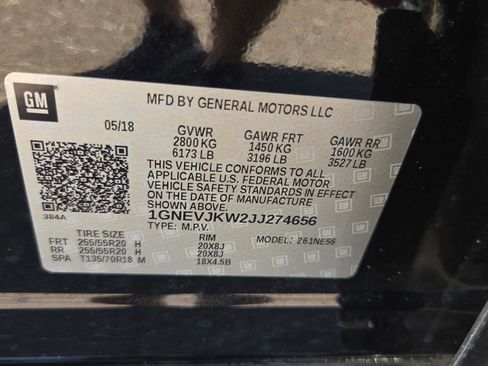 GM
MFD BY GENERAL MOTORS LLC
05/18 GVWR GAWR FRT GAWR RR
2800 KG 1450 KG 1600 KG
6173 LB 3196 LB 3527 LB
THIS VEHICLE CONFORMS TO ALL
APPLICABLE U.S. FEDERAL MOTOR
VEHICLE SAFETY STANDARDS IN EFFECT
ON THE DATE OF MANUFACTURE
SHOWN ABOVE.
384A 1GNEVJKW2JJ274656
TYPE: M.P.V. MODEL: 261NE56
TIRE SIZE RIM
FRT 255/55R20 H 20X8J
RR 255/55R20 H 20X8J
SPA T135/70R18 M 18X4.5B
GM